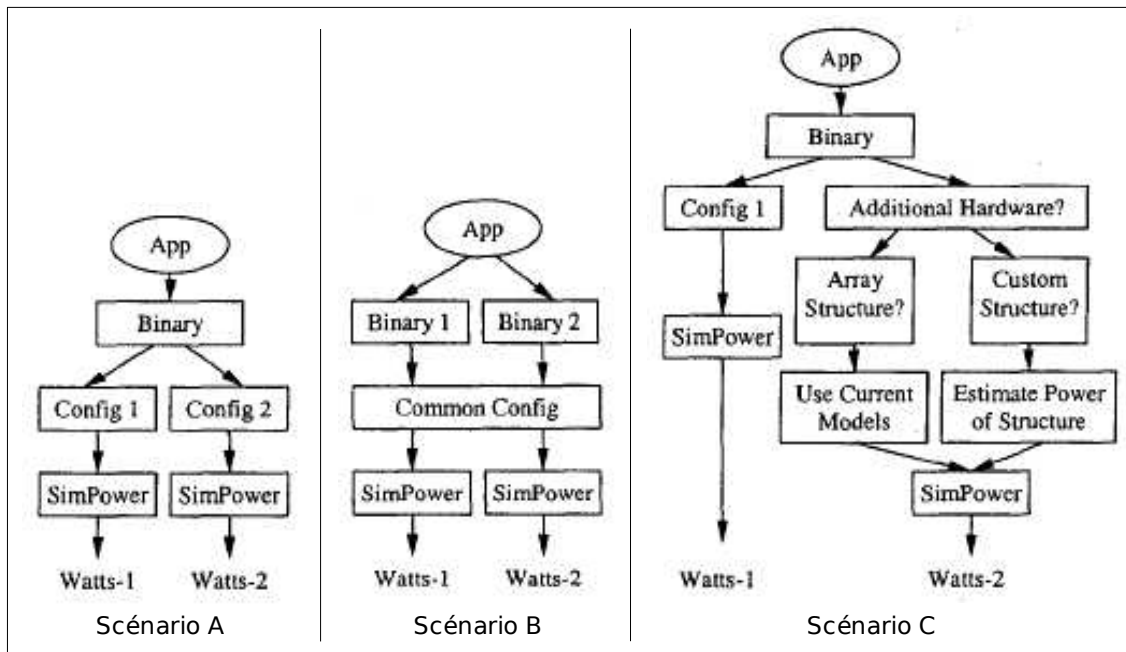 App
Binary
Config 1
Config 2
SimPower
SimPower
Watts-1
Watts-2
Scénario A
App
Binary 1
Binary 2
Common Config
SimPower
SimPower
Watts-1
Watts-2
Scénario B
App
Binary
Config 1
Additional Hardware?
Array
Structure?
Custom
Structure?
SimPower
Use Current
Models
Estimate Power
of Structure
SimPower
Watts-1
Watts-2
Scénario C